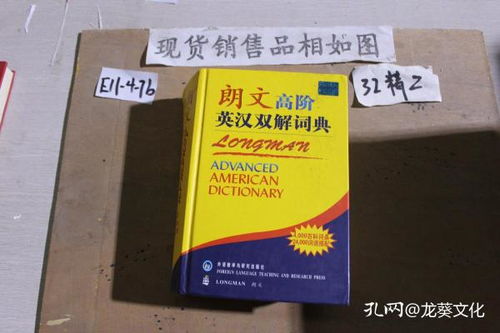 现货销售品相如图
E11-4-76
32精2
朗文高阶
英汉双解词典
LONGMAN
ADVANCED
AMERICAN
DICTIONARY
外语教学与研究出版社
FOREIGN LANGUAGE TEACHING AND RESEARCH PRESS
LONGMAN 朗文
孔网@龙葵文化